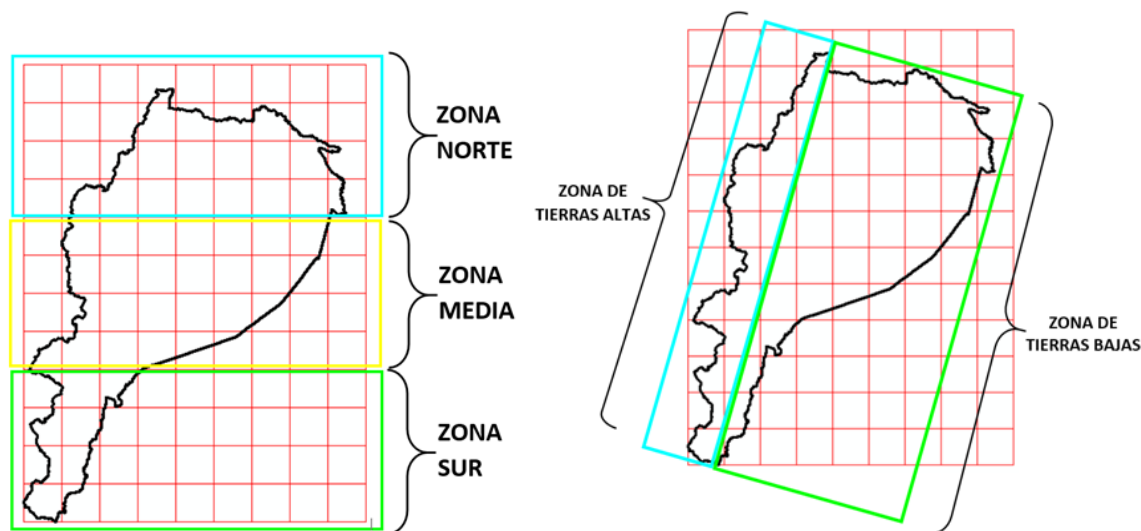 ZONA
NORTE
ZONA
MEDIA
ZONA
SUR
ZONA DE
TIERRAS ALTAS
ZONA DE
TIERRAS BAJAS